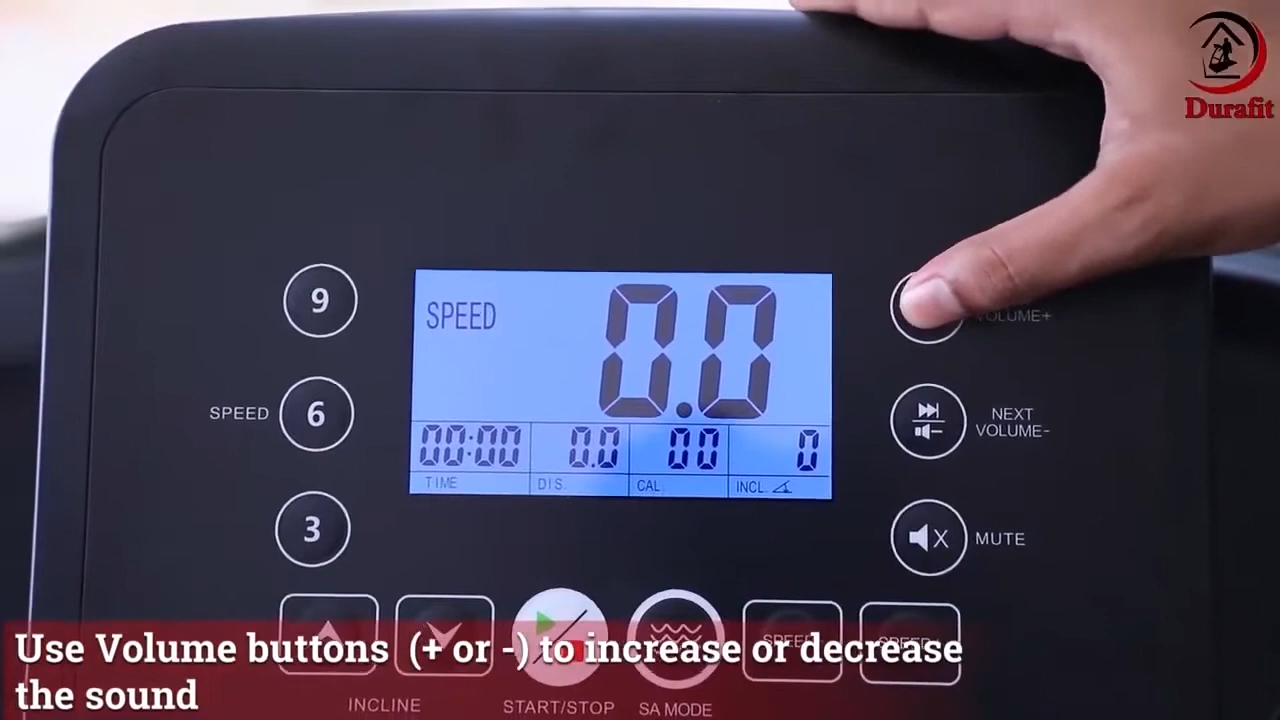 Durafit
9
SPEED
0.0
VOLUME+
SPEED
6
NEXT
VOLUME-
00:00
0.0
00
0
TIME
DIS.
CAL
INCL.
3
MUTE
Use Volume buttons (+ or -) to increase or decrease
the sound
INCLINE
START/STOP
SA MODE